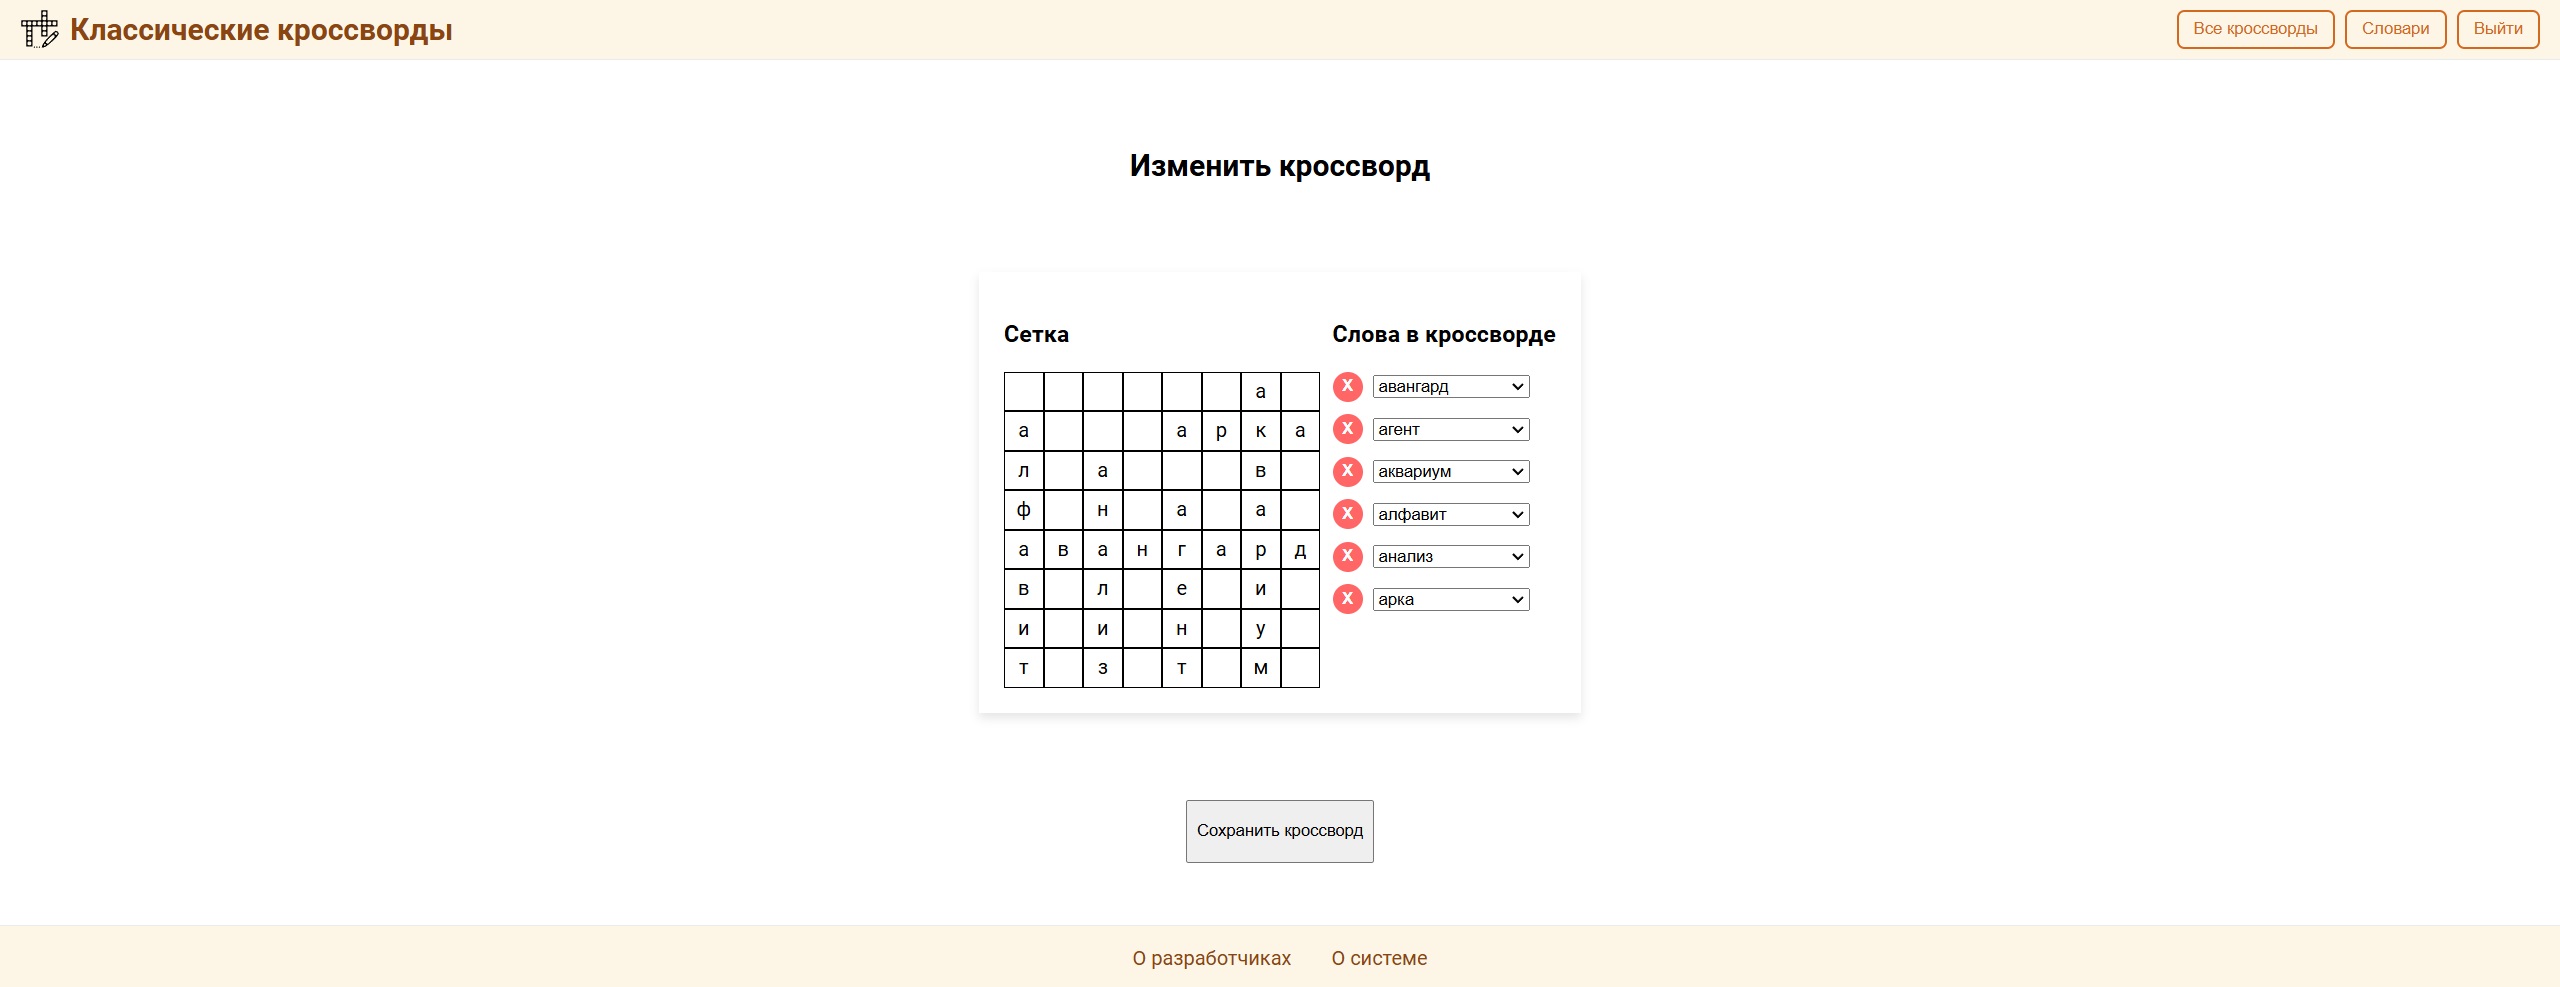 Классические кроссворды
Все кроссворды Словари Выйти
Изменить кроссворд
Сетка
Слова в кроссворде
а
а а р к а
л а в
ф н а а
а в а н г а р д
в л е и
и и н у
т з т м
X авангард
X агент
X аквариум
X алфавит
X анализ
X арка
Сохранить кроссворд
О разработчиках О системе